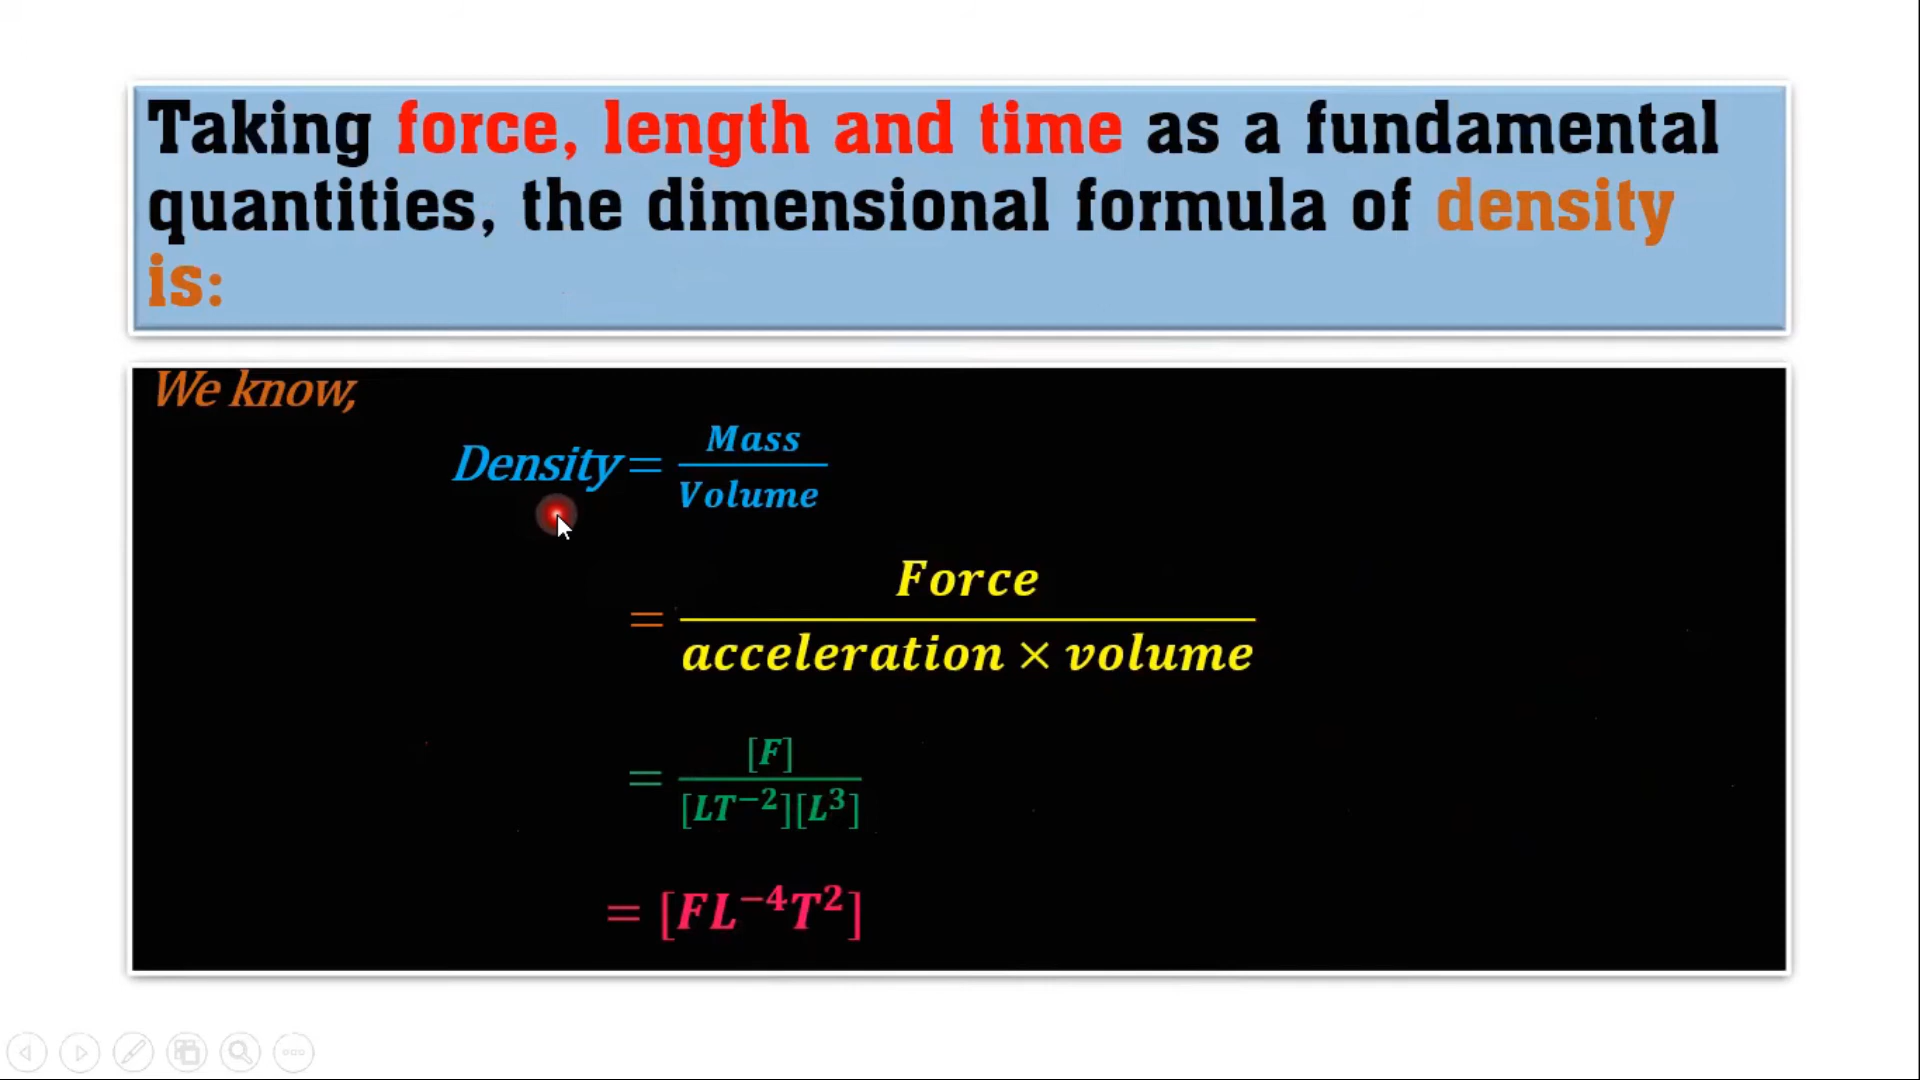 Taking force, length and time as a fundamental
quantities, the dimensional formula of density
is:
We know,
Density = Mass / Volume
= Force / acceleration × volume
= [F] / [LT⁻²][L³]
= [FL⁻⁴T²]